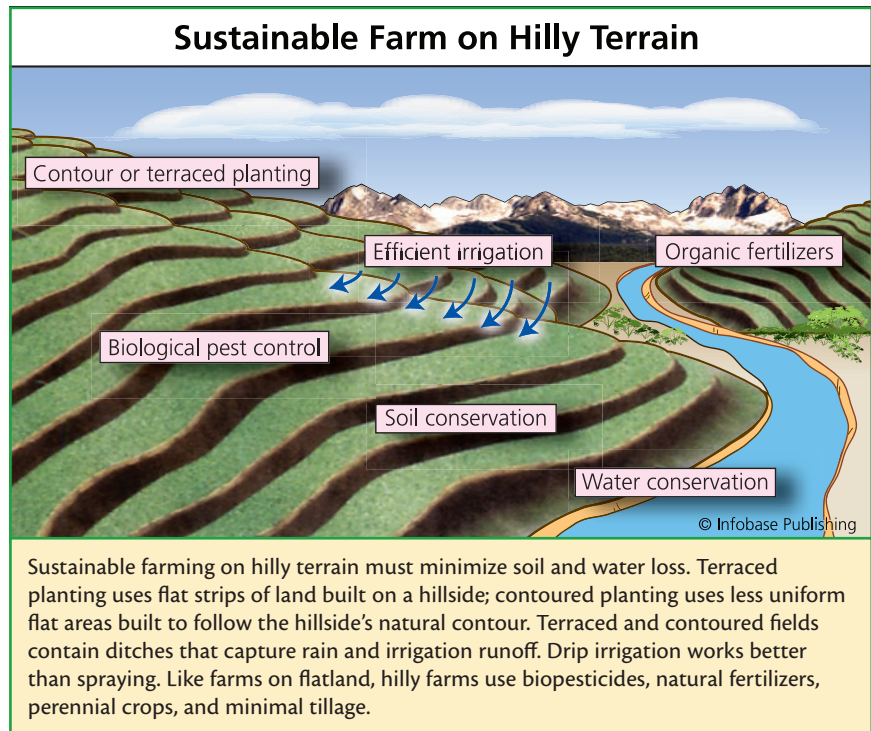 Sustainable Farm on Hilly Terrain
Contour or terraced planting
Efficient irrigation
Organic fertilizers
Biological pest control
Soil conservation
Water conservation
© Infobase Publishing
Sustainable farming on hilly terrain must minimize soil and water loss. Terraced
planting uses flat strips of land built on a hillside; contoured planting uses less uniform
flat areas built to follow the hillside’s natural contour. Terraced and contoured fields
contain ditches that capture rain and irrigation runoff. Drip irrigation works better
than spraying. Like farms on flatland, hilly farms use biopesticides, natural fertilizers,
perennial crops, and minimal tillage.